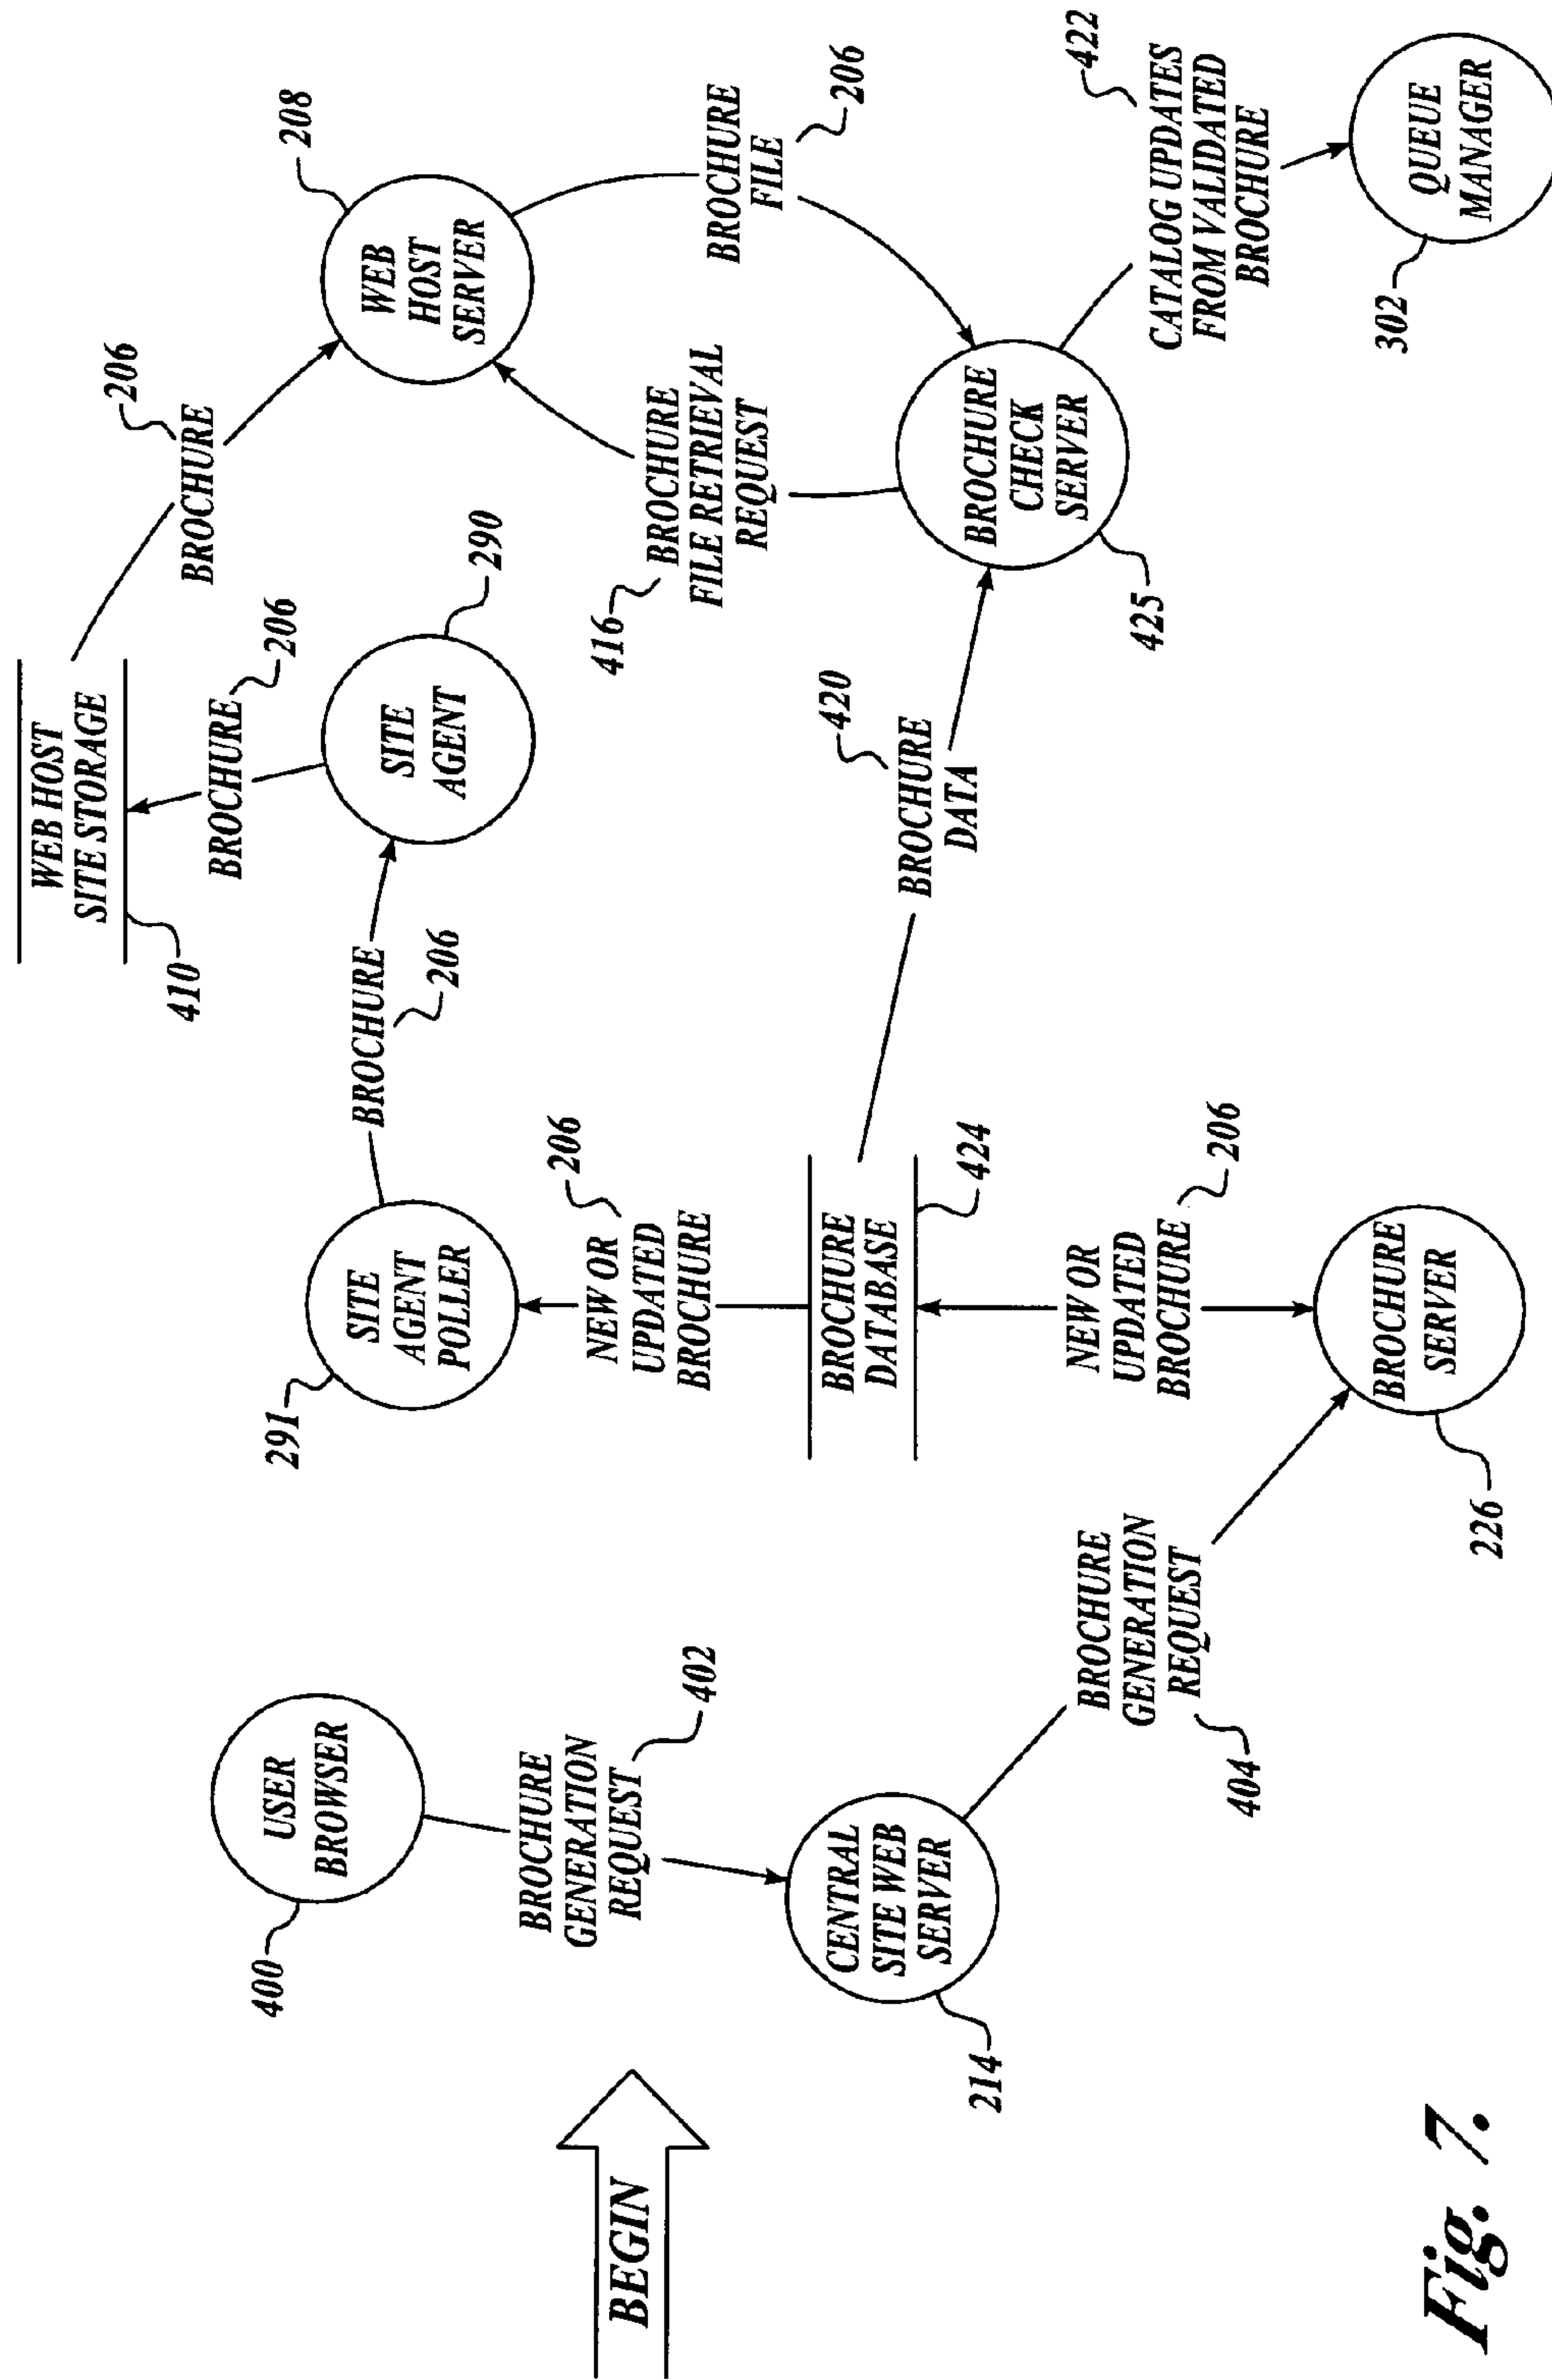 BEGIN
400
USER
BROWSER
BROCHURE
GENERATION
REQUEST
402
CENTRAL
SITE WEB
SERVER
214
BROCHURE
GENERATION
REQUEST
404
BROCHURE
SERVER
226
NEW OR
UPDATED
BROCHURE
206
BROCHURE
DATABASE
424
NEW OR
UPDATED
BROCHURE
206
SITE
AGENT
POLLER
291
BROCHURE
206
SITE
AGENT
290
BROCHURE
206
WEB HOST
SITE STORAGE
410
BROCHURE
206
WEB
HOST
SERVER
208
BROCHURE
FILE RETRIEVAL
REQUEST
416
BROCHURE
FILE
206
BROCHURE
DATA
420
BROCHURE
CHECK
SERVER
425
CATALOG UPDATES
FROM VALIDATED
BROCHURE
422
QUEUE
MANAGER
302
Fig. 7.